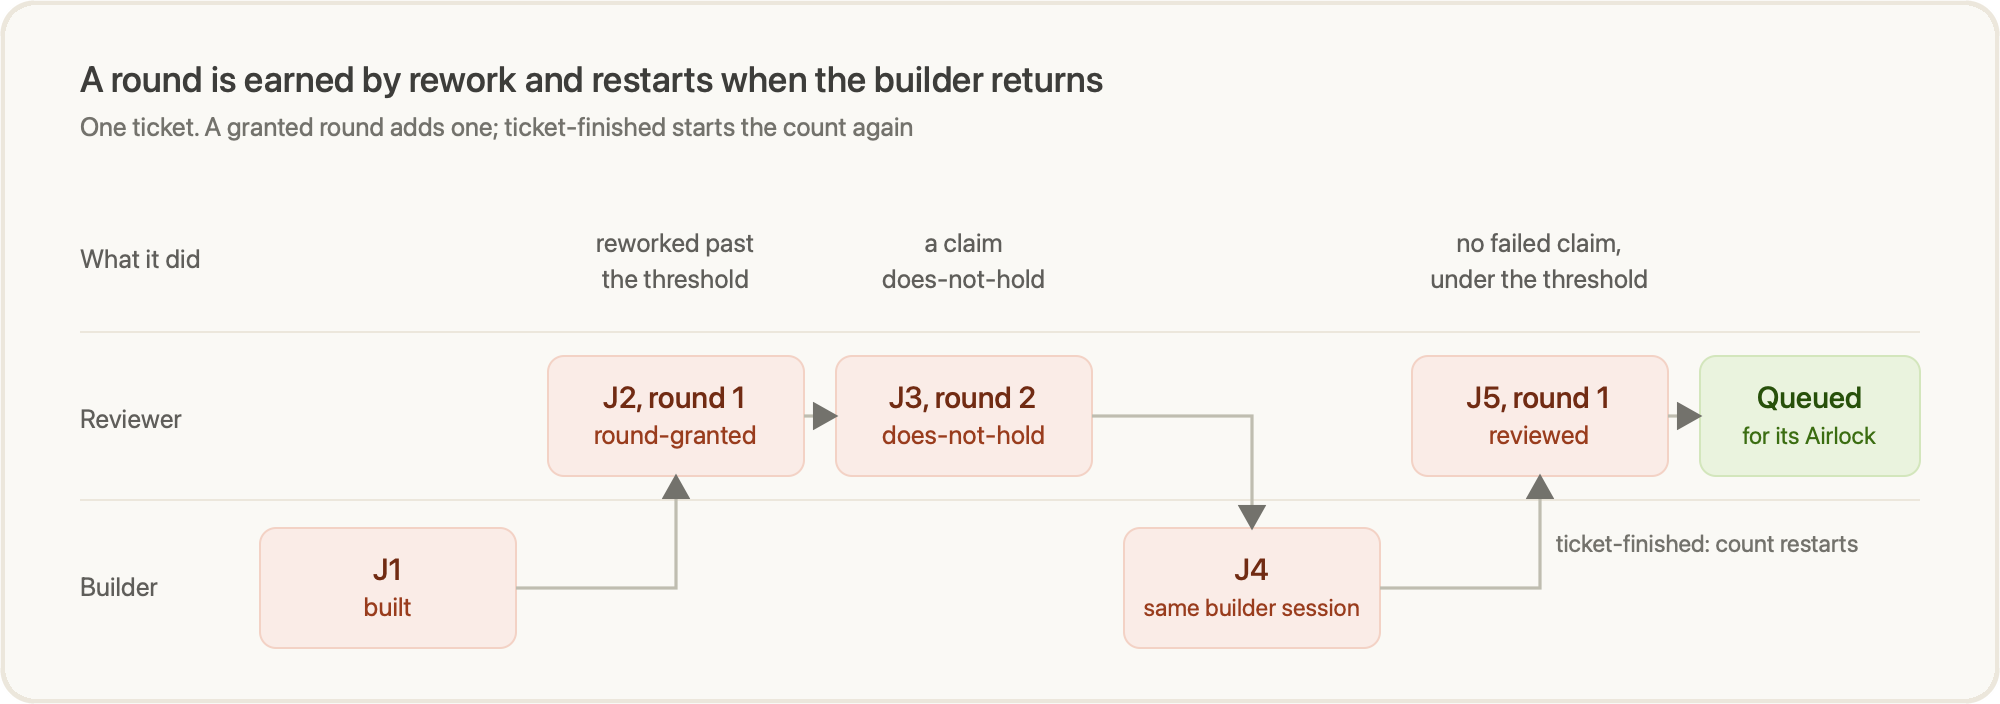 A round is earned by rework and restarts when the builder returns
One ticket. A granted round adds one; ticket-finished starts the count again
What it did
reworked past
the threshold
a claim
does-not-hold
no failed claim,
under the threshold
Reviewer
J2, round 1
round-granted
J3, round 2
does-not-hold
J5, round 1
reviewed
Queued
for its Airlock
Builder
J1
built
J4
same builder session
ticket-finished: count restarts